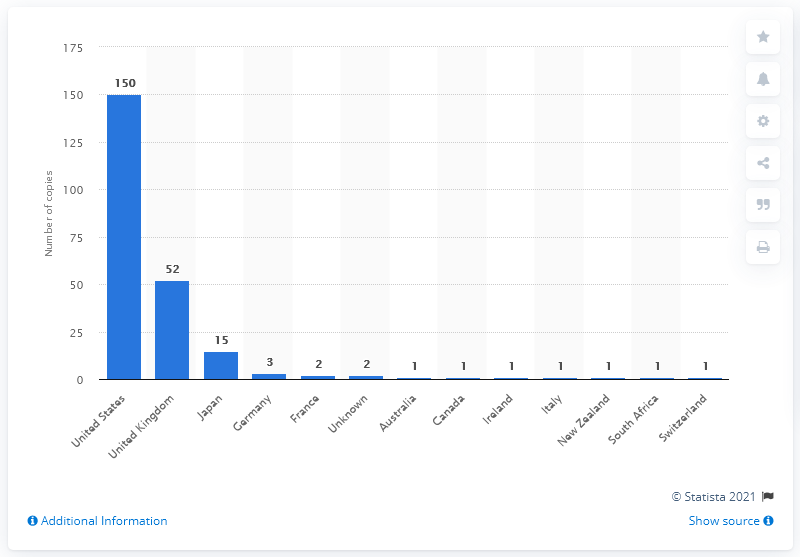 175
150
125
100
75
50
25
0
Number of copies
150
52
15
3
2
2
1
1
1
1
1
1
1
United States
United Kingdom
Japan
Germany
France
Unknown
Australia
Canada
Ireland
Italy
New Zealand
South Africa
Switzerland
© Statista 2021
Additional Information
Show source